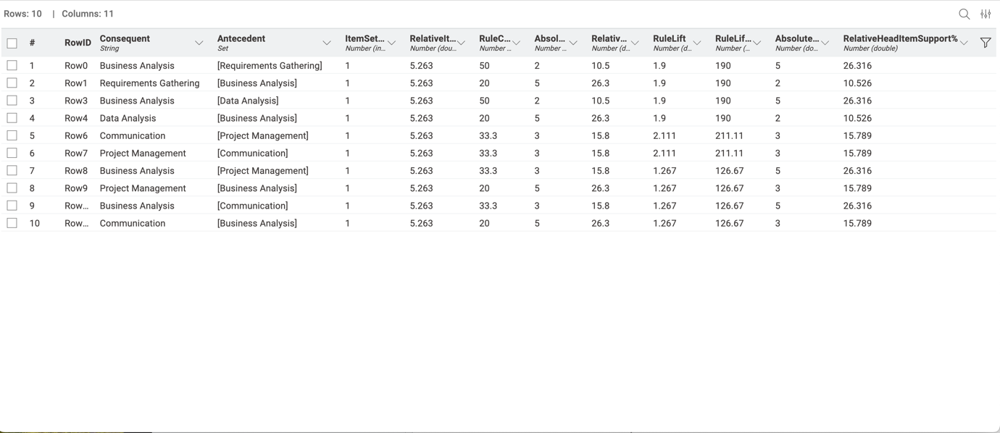 Rows: 10 | Columns: 11
# RowID Consequent Antecedent ItemSet... RelativeIt... RuleC... Absol... Relativ... RuleLift RuleLif... Absolute... RelativeHeadItemSupport%
String Set Number (in... Number (dou... Number ... Number ... Number (d... Number (d... Number (... Number (do... Number (double)
1 Row0 Business Analysis [Requirements Gathering] 1 5.263 50 2 10.5 1.9 190 5 26.316
2 Row1 Requirements Gathering [Business Analysis] 1 5.263 20 5 26.3 1.9 190 2 10.526
3 Row3 Business Analysis [Data Analysis] 1 5.263 50 2 10.5 1.9 190 5 26.316
4 Row4 Data Analysis [Business Analysis] 1 5.263 20 5 26.3 1.9 190 2 10.526
5 Row6 Communication [Project Management] 1 5.263 33.3 3 15.8 2.111 211.11 3 15.789
6 Row7 Project Management [Communication] 1 5.263 33.3 3 15.8 2.111 211.11 3 15.789
7 Row8 Business Analysis [Project Management] 1 5.263 33.3 3 15.8 1.267 126.67 5 26.316
8 Row9 Project Management [Business Analysis] 1 5.263 20 5 26.3 1.267 126.67 3 15.789
9 Row... Business Analysis [Communication] 1 5.263 33.3 3 15.8 1.267 126.67 5 26.316
10 Row... Communication [Business Analysis] 1 5.263 20 5 26.3 1.267 126.67 3 15.789